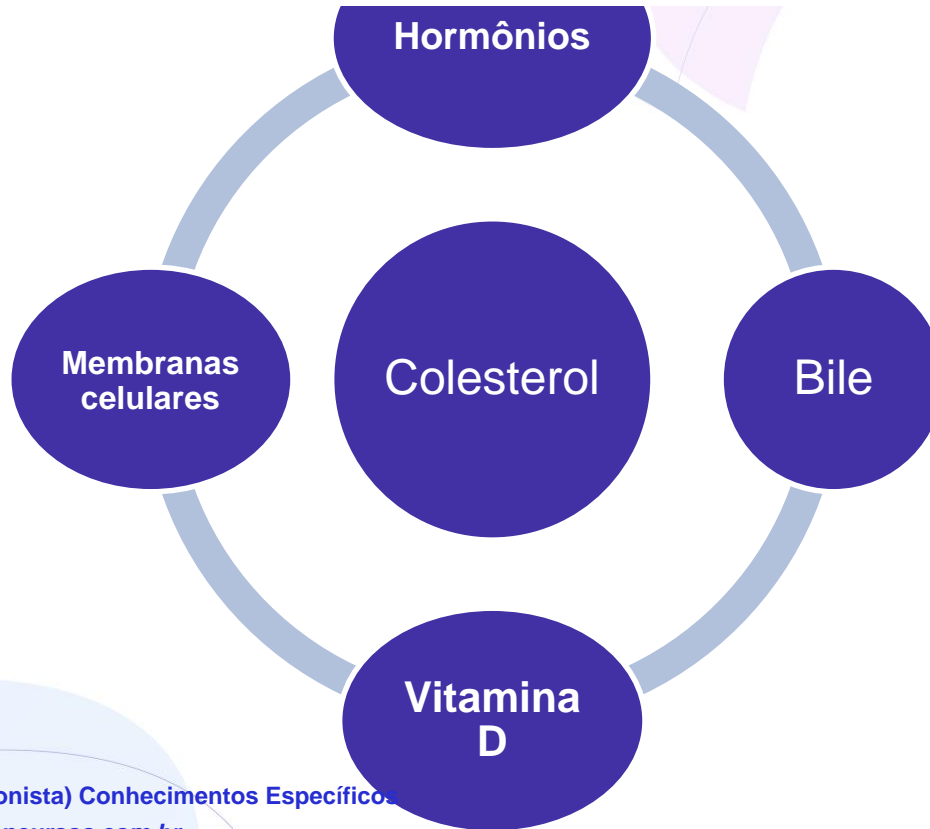 Hormônios
Membranas
celulares
Colesterol
Bile
Vitamina
D
onista) Conhecimentos Específicos